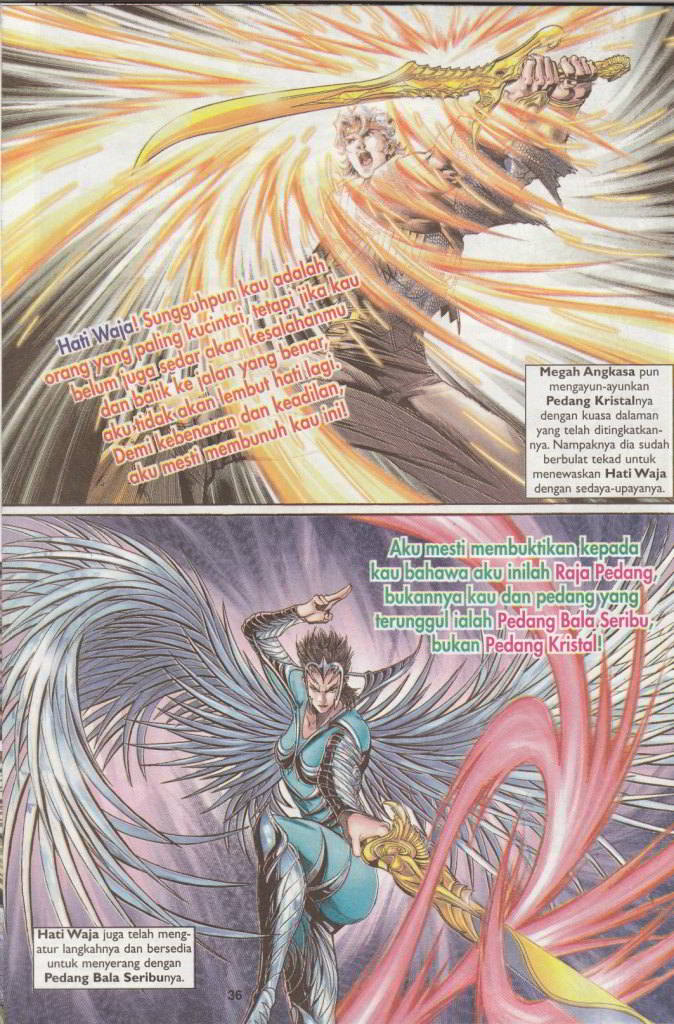 Hati Waja! Sungguhpun kau adalah
orang yang paling kucintai, tetapi jika kau
belum juga sedar akan kesalahanmu
dan balik ke jalan yang benar,
aku tidak akan lembut hati lagi.
Demi kebenaran dan keadilan,
aku mesti membunuh kau ini!
Megah Angkasa pun
mengayun-ayunkan
Pedang Kristalnya
dengan kuasa dalaman
yang telah ditingkatkan-
nya. Nampaknya dia sudah
berbulat tekad untuk
menewaskan Hati Waja
dengan sedaya-upayanya.
Aku mesti membuktikan kepada
kau bahawa aku inilah Raja Pedang,
bukannya kau dan pedang yang
terunggul ialah Pedang Bala Seribu,
bukan Pedang Kristal!
Hati Waja juga telah meng-
atur langkahnya dan bersedia
untuk menyerang dengan
Pedang Bala Seribunya.
36